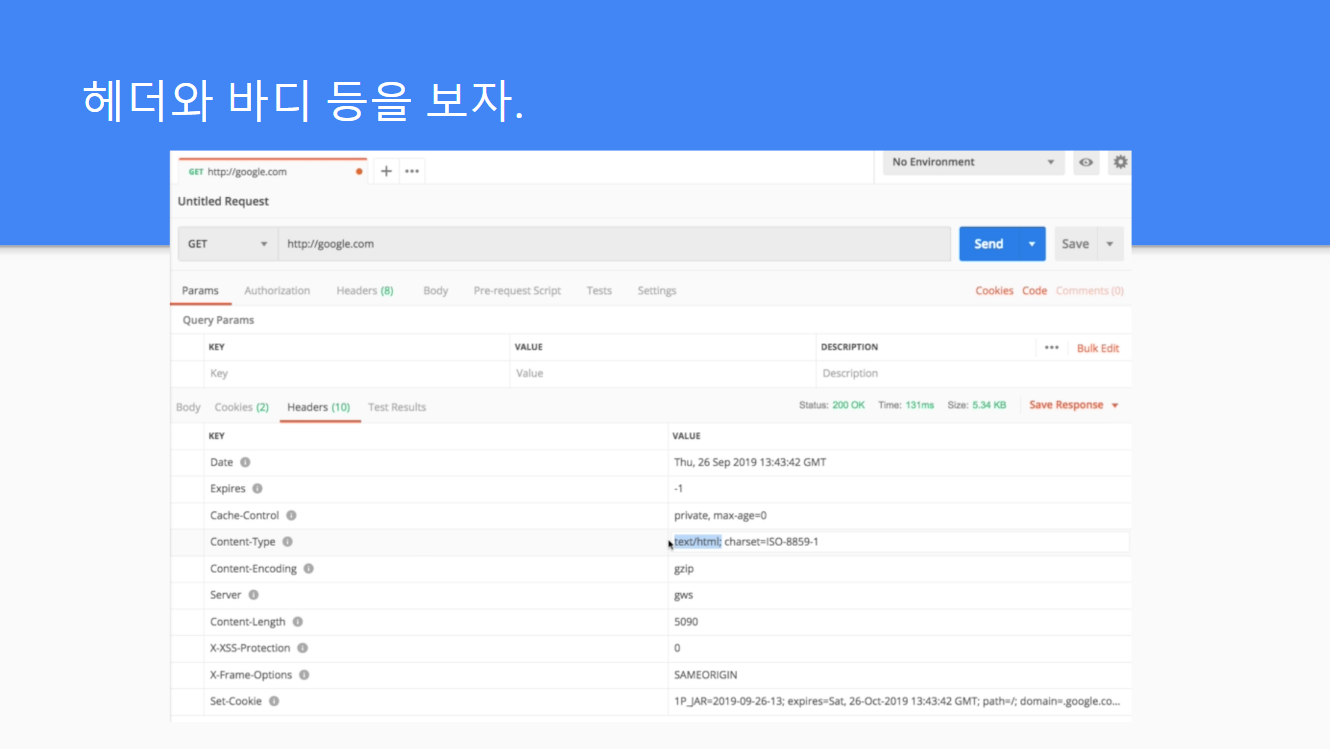 헤더와 바디 등을 보자.
GET http://google.com + ••• No Environment
Untitled Request
GET http://google.com Send Save
Params Authorization Headers (8) Body Pre-request Script Tests Settings Cookies Code Comments (0)
Query Params
KEY VALUE DESCRIPTION ••• Bulk Edit
Key Value Description
Body Cookies (2) Headers (10) Test Results Status: 200 OK Time: 131ms Size: 5.34 KB Save Response
KEY VALUE
Date Thu, 26 Sep 2019 13:43:42 GMT
Expires -1
Cache-Control private, max-age=0
Content-Type text/html; charset=ISO-8859-1
Content-Encoding gzip
Server gws
Content-Length 5090
X-XSS-Protection 0
X-Frame-Options SAMEORIGIN
Set-Cookie 1P_JAR=2019-09-26-13; expires=Sat, 26-Oct-2019 13:43:42 GMT; path=/; domain=.google.co...